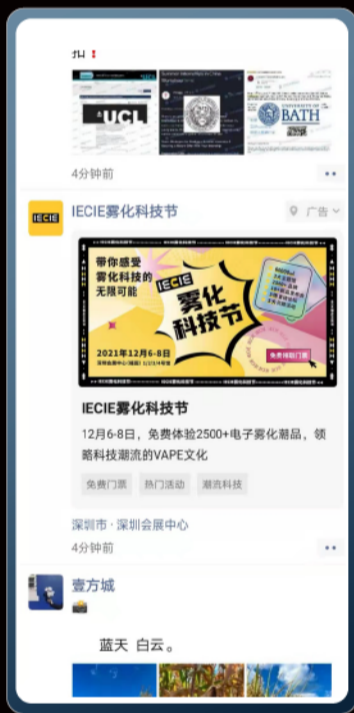 扣❗
UCL
UNIVERSITY OF
BATH
4分钟前
IECIE
IECIE雾化科技节
广告
带你感受
雾化科技的
无限可能
IECIE
雾化
科技节
2021年12月6-8日
免费领取门票
IECIE雾化科技节
12月6-8日，免费体验2500+电子雾化潮品，领
略科技潮流的VAPE文化
免费门票 热门活动 潮流科技
深圳市·深圳会展中心
4分钟前
壹方城
蓝天 白云。